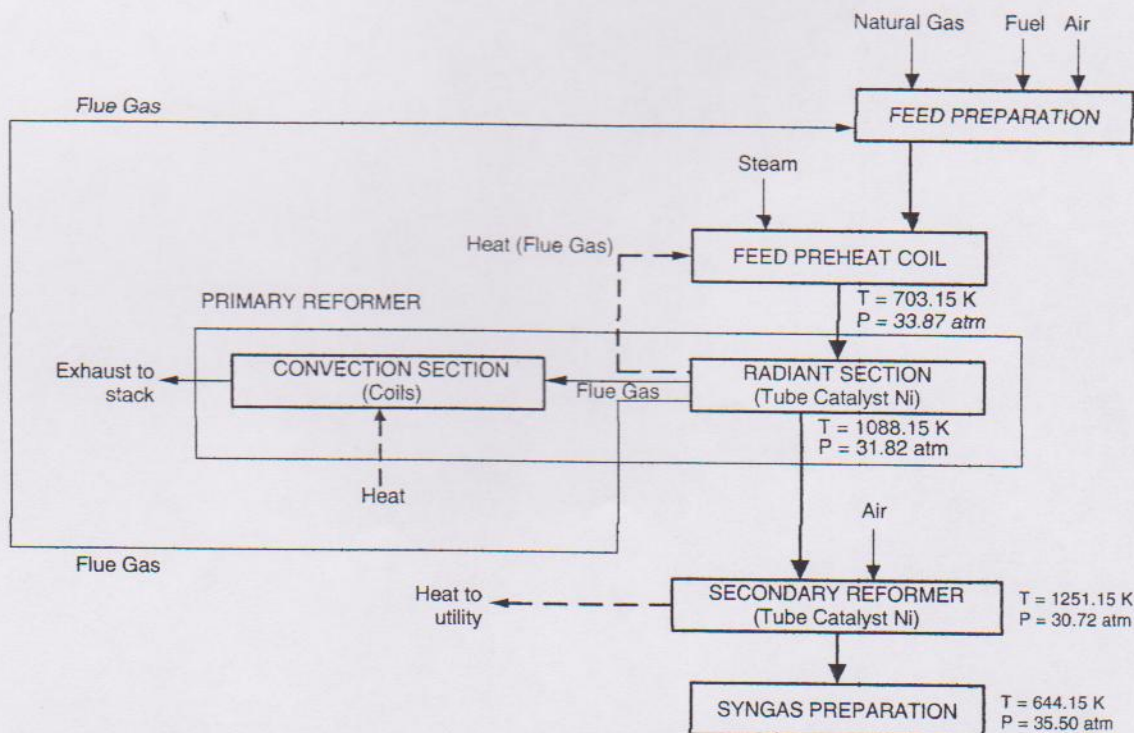 Natural Gas
Fuel
Air
Flue Gas
FEED PREPARATION
Steam
Heat (Flue Gas)
FEED PREHEAT COIL
T = 703.15 K
P = 33.87 atm
PRIMARY REFORMER
Exhaust to
stack
CONVECTION SECTION
(Coils)
Flue Gas
RADIANT SECTION
(Tube Catalyst Ni)
T = 1088.15 K
P = 31.82 atm
Heat
Air
Flue Gas
Heat to
utility
SECONDARY REFORMER
(Tube Catalyst Ni)
T = 1251.15 K
P = 30.72 atm
SYNGAS PREPARATION
T = 644.15 K
P = 35.50 atm